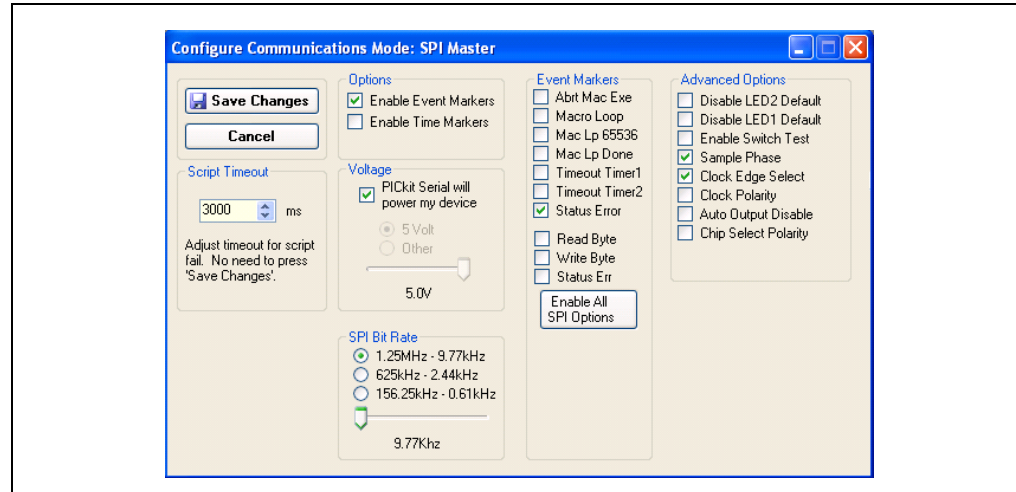 Configure Communications Mode: SPI Master
Save Changes
Cancel
Script Timeout
3000 ms
Adjust timeout for script
fail. No need to press
'Save Changes'.
Options
Enable Event Markers
Enable Time Markers
Voltage
PICkit Serial will
power my device
5 Volt
Other
5.0V
SPI Bit Rate
1.25MHz - 9.77kHz
625kHz - 2.44kHz
156.25kHz - 0.61kHz
9.77Khz
Event Markers
Abrt Mac Exe
Macro Loop
Mac Lp 65536
Mac Lp Done
Timeout Timer1
Timeout Timer2
Status Error
Read Byte
Write Byte
Status Err
Enable All
SPI Options
Advanced Options
Disable LED2 Default
Disable LED1 Default
Enable Switch Test
Sample Phase
Clock Edge Select
Clock Polarity
Auto Output Disable
Chip Select Polarity